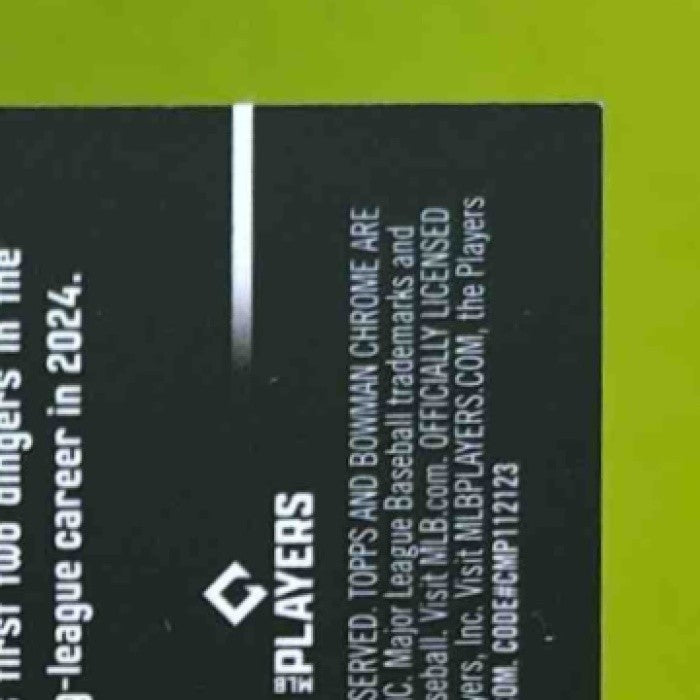 first two dingers in the
-league career in 2024.
PLAYERS
SERVED. TOPPS AND BOWMAN CHROME ARE
C. Major League Baseball trademarks and
seball. Visit MLB.com. OFFICIALLY LICENSED
yers, Inc. Visit MLBPLAYERS.COM, the Players
OM. CODE#CMP112123